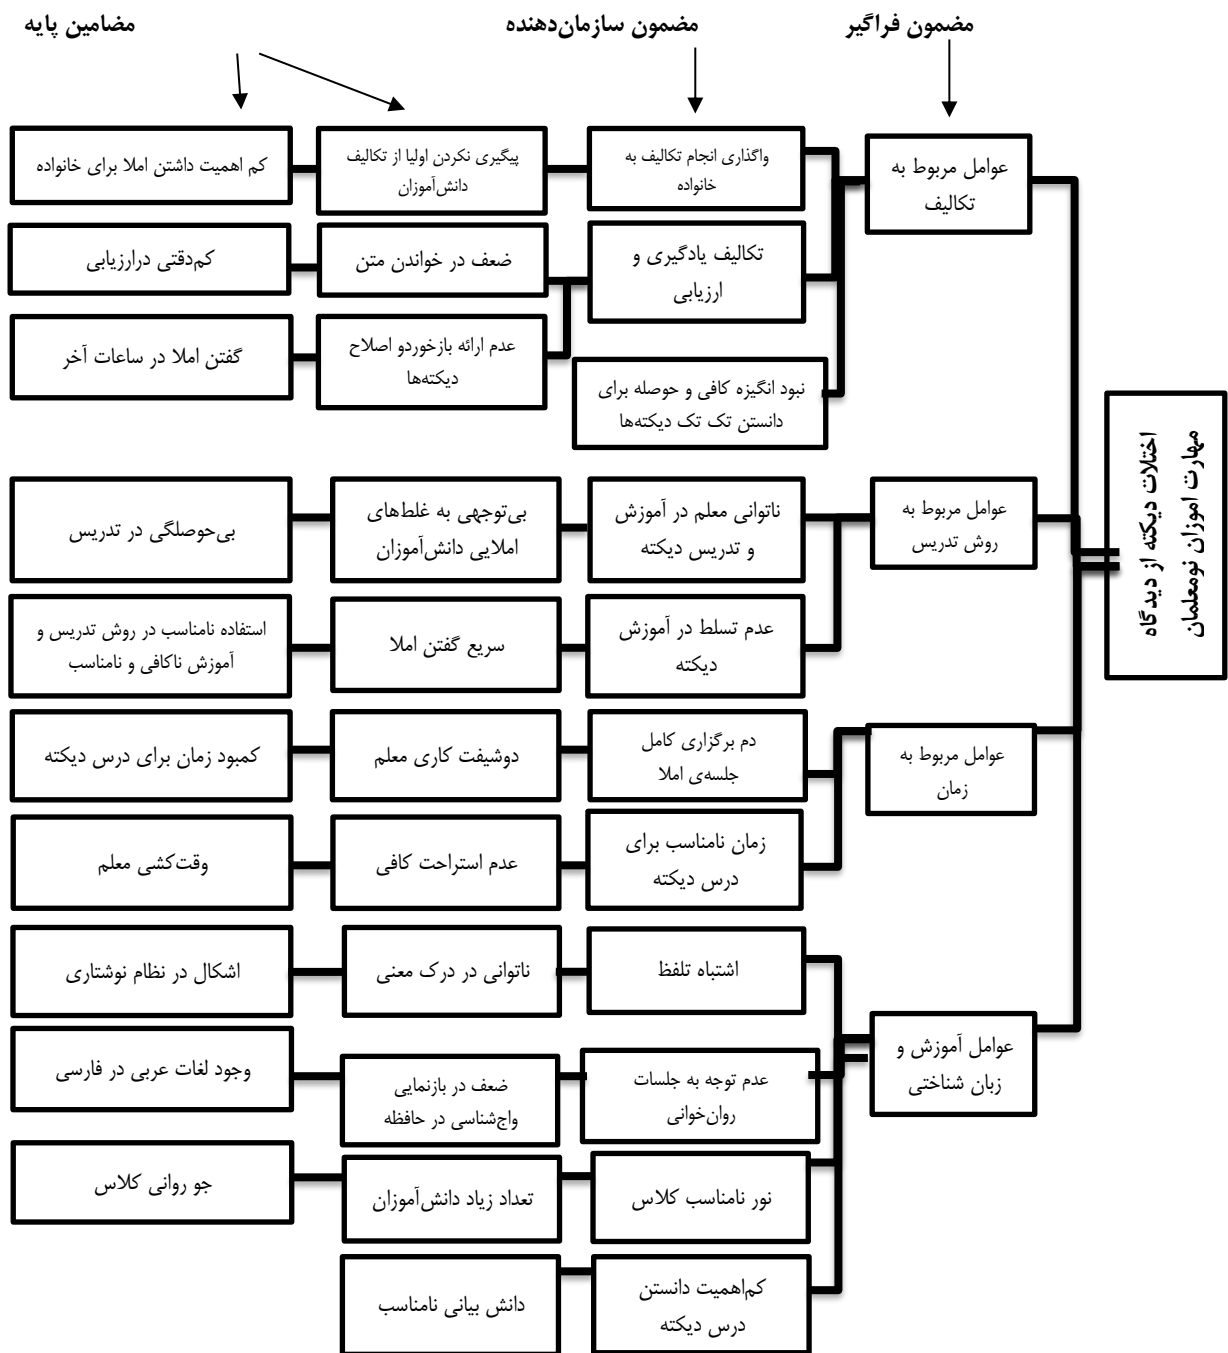 مضمون فراگیر
مضمون سازمان‌دهنده
مضامین پایه
اختلات دیکته از دیدگاه
مهارت اموزان نومعلمان
عوامل مربوط به
تکالیف
واگذاری انجام تکالیف به
خانواده
پیگیری نکردن اولیا از تکالیف
دانش‌آموزان
کم اهمیت داشتن املا برای خانواده
تکالیف یادگیری و
ارزیابی
ضعف در خواندن متن
کم‌دقتی درارزیابی
عدم ارائه بازخوردو اصلاح
دیکته‌ها
گفتن املا در ساعات آخر
نبود انگیزه کافی و حوصله برای
دانستن تک تک دیکته‌ها
عوامل مربوط به
روش تدریس
ناتوانی معلم در آموزش
و تدریس دیکته
بی‌توجهی به غلط‌های
املایی دانش‌آموزان
بی‌حوصلگی در تدریس
عدم تسلط در آموزش
دیکته
سریع گفتن املا
استفاده نامناسب در روش تدریس و
آموزش ناکافی و نامناسب
عوامل مربوط به
زمان
دم برگزاری کامل
جلسه‌ی املا
دوشیفت کاری معلم
کمبود زمان برای درس دیکته
زمان نامناسب برای
درس دیکته
عدم استراحت کافی
وقت‌کشی معلم
عوامل آموزش و
زبان شناختی
اشتباه تلفظ
ناتوانی در درک معنی
اشکال در نظام نوشتاری
عدم توجه به جلسات
روان‌خوانی
ضعف در بازنمایی
واج‌شناسی در حافظه
وجود لغات عربی در فارسی
نور نامناسب کلاس
تعداد زیاد دانش‌آموزان
جو روانی کلاس
کم‌اهمیت دانستن
درس دیکته
دانش بیانی نامناسب